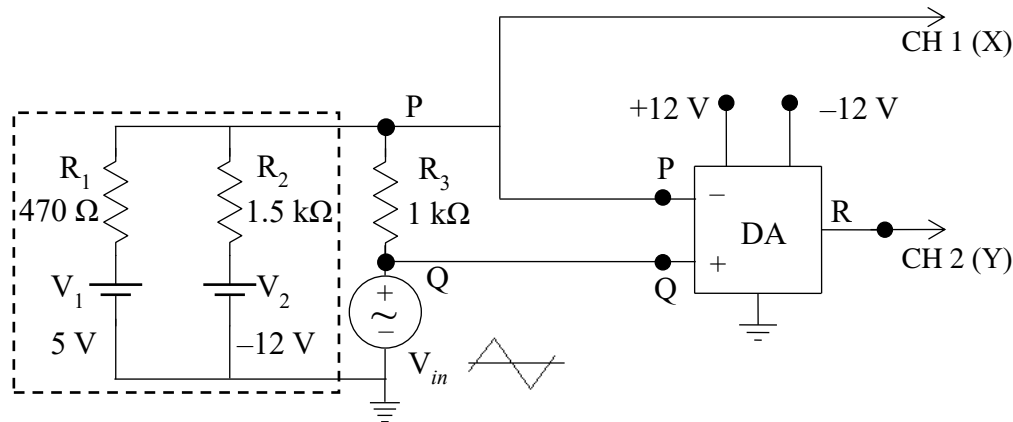 CH 1 (X)
P
+12 V
–12 V
R₁
470 Ω
R₂
1.5 kΩ
R₃
1 kΩ
P
–
DA
R
+
CH 2 (Y)
Q
Q
V₁
5 V
V₂
–12 V
+
~
–
Vᵢₙ